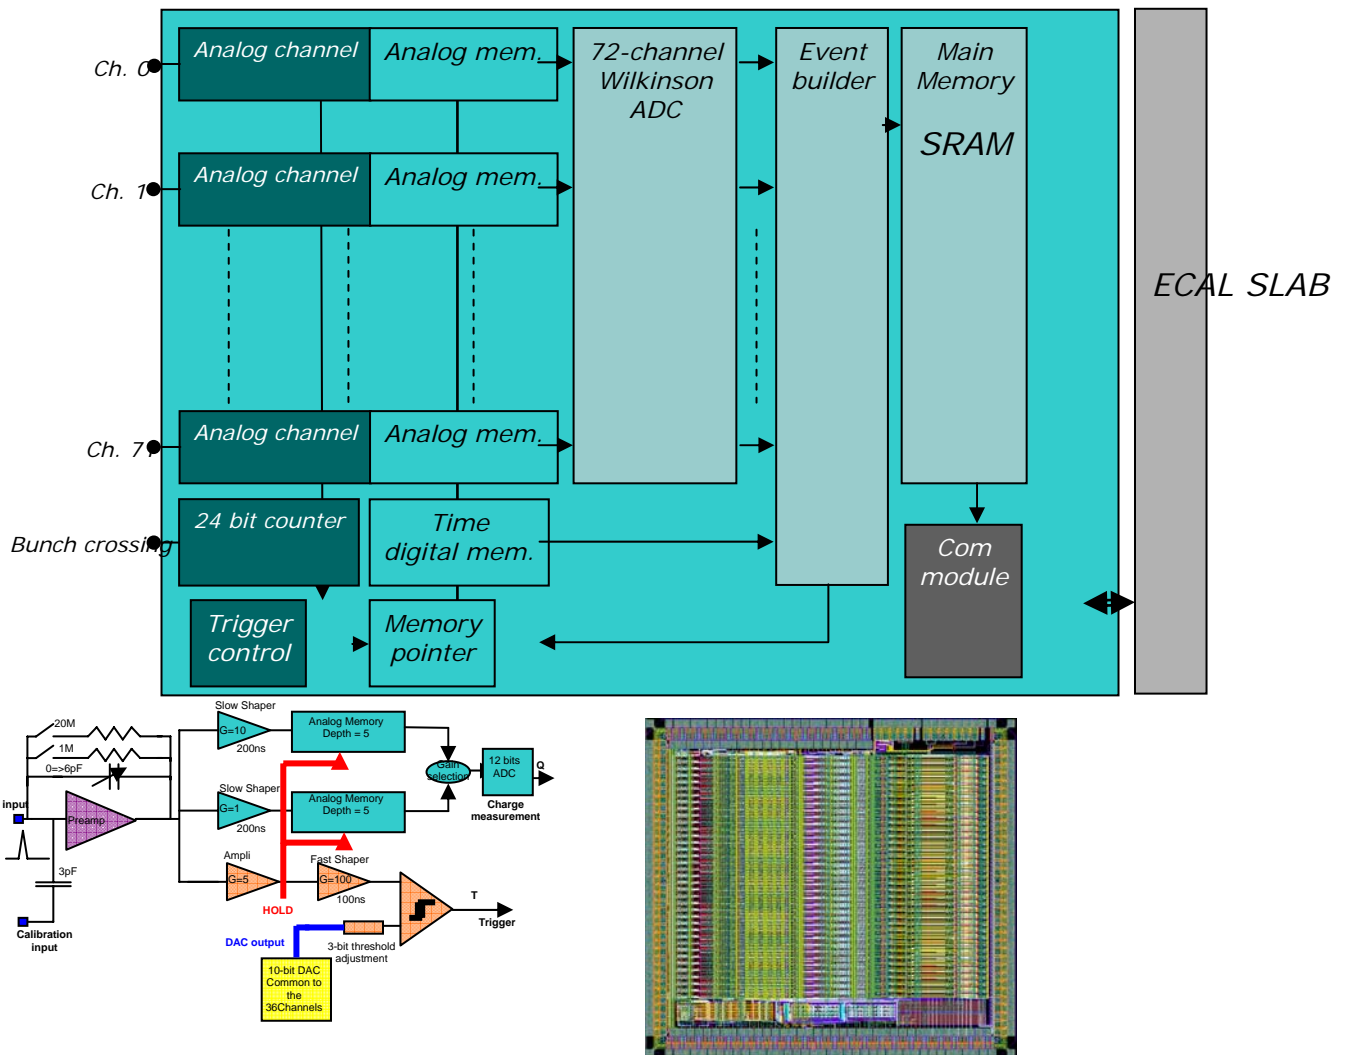 Analog channel
Analog mem.
72-channel
Wilkinson
ADC
Event
builder
Main
Memory
SRAM
Ch. 0
Analog channel
Analog mem.
Ch. 1
ECAL SLAB
Analog channel
Analog mem.
Ch. 71
24 bit counter
Time
digital mem.
Bunch crossing
Com
module
Trigger
control
Memory
pointer
Slow Shaper
20M
G=10
Analog Memory
Depth = 5
1M
200ns
0=>6pF
Gain
selection
12 bits
ADC
Q
Slow Shaper
input
G=1
Analog Memory
Depth = 5
Charge
measurement
Preamp
200ns
Ampli
Fast Shaper
3pF
G=5
G=100
100ns
T
HOLD
Trigger
Calibration
input
DAC output
3-bit threshold
adjustment
10-bit DAC
Common to
the
36Channels